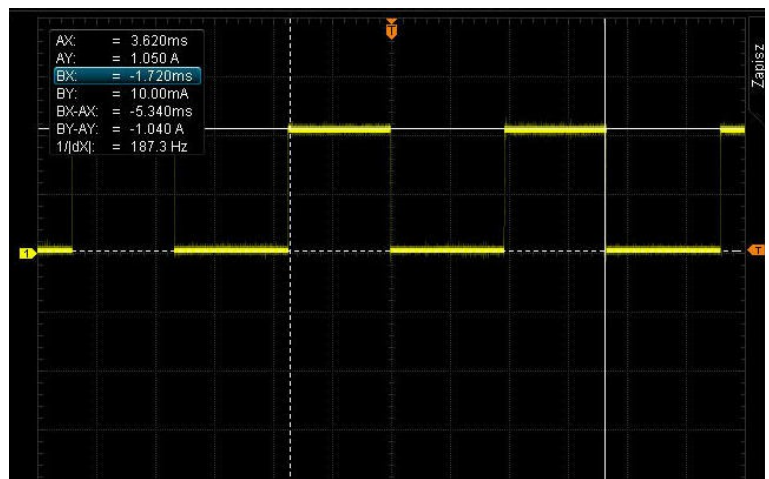 T
AX: = 3.620ms
AY: = 1.050 A
BX: = -1.720ms
BY: = 10.00mA
BX-AX: = -5.340ms
BY-AY: = -1.040 A
1/|dX|: = 187.3 Hz
Zapisz
1
T